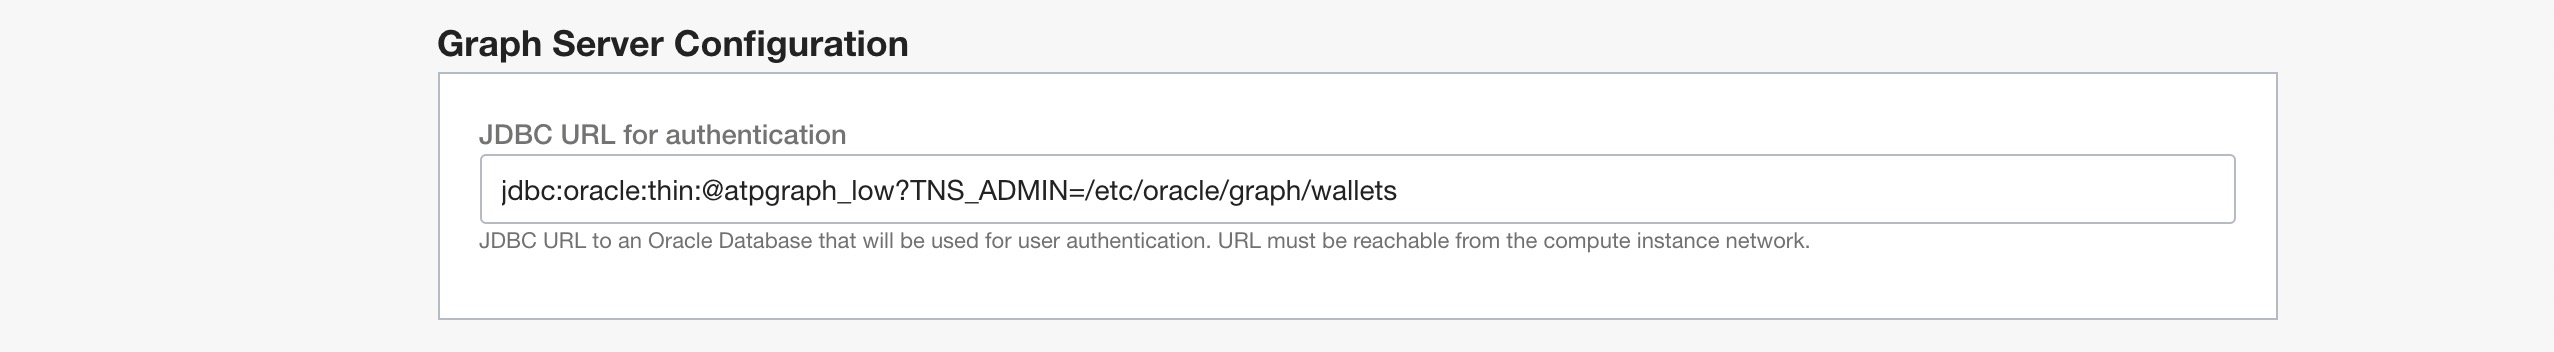 Graph Server Configuration
JDBC URL for authentication
jdbc:oracle:thin:@atpgraph_low?TNS_ADMIN=/etc/oracle/graph/wallets
JDBC URL to an Oracle Database that will be used for user authentication. URL must be reachable from the compute instance network.